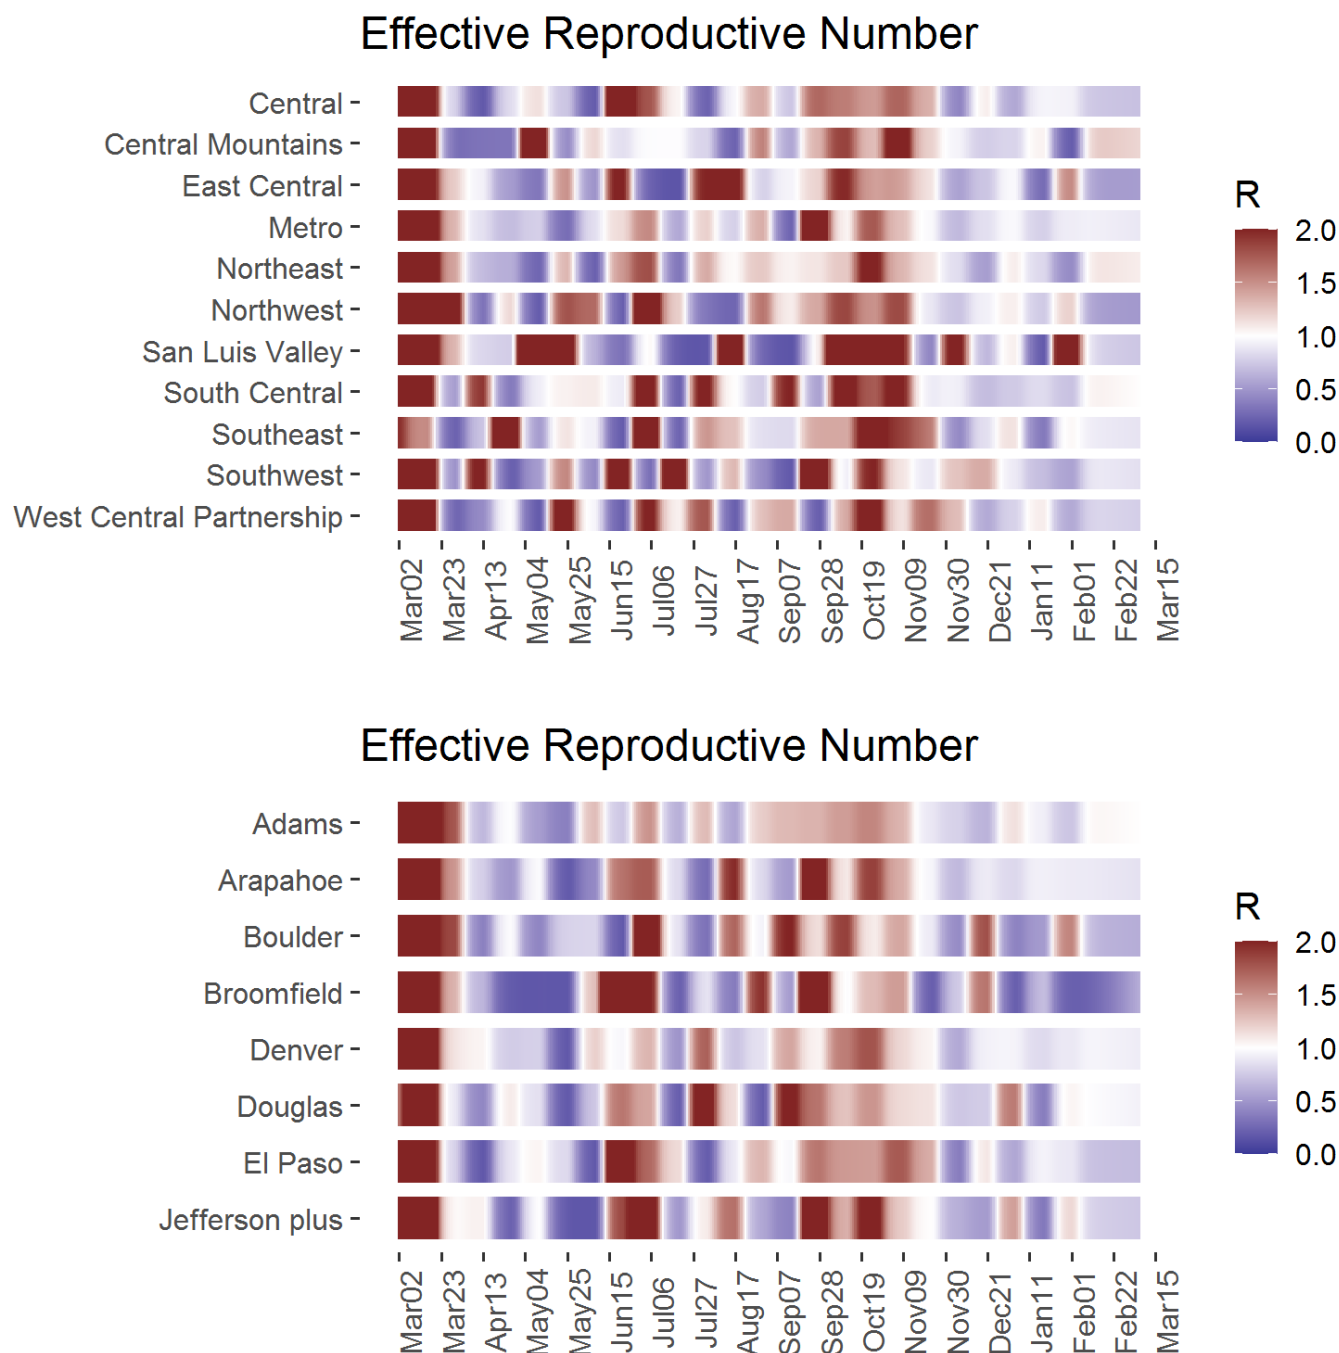 Effective Reproductive Number
Central
Central Mountains
East Central
Metro
Northeast
Northwest
San Luis Valley
South Central
Southeast
Southwest
West Central Partnership
Mar02
Mar23
Apr13
May04
May25
Jun15
Jul06
Jul27
Aug17
Sep07
Sep28
Oct19
Nov09
Nov30
Dec21
Jan11
Feb01
Feb22
Mar15
R
2.0
1.5
1.0
0.5
0.0
Effective Reproductive Number
Adams
Arapahoe
Boulder
Broomfield
Denver
Douglas
El Paso
Jefferson plus
Mar02
Mar23
Apr13
May04
May25
Jun15
Jul06
Jul27
Aug17
Sep07
Sep28
Oct19
Nov09
Nov30
Dec21
Jan11
Feb01
Feb22
Mar15
R
2.0
1.5
1.0
0.5
0.0